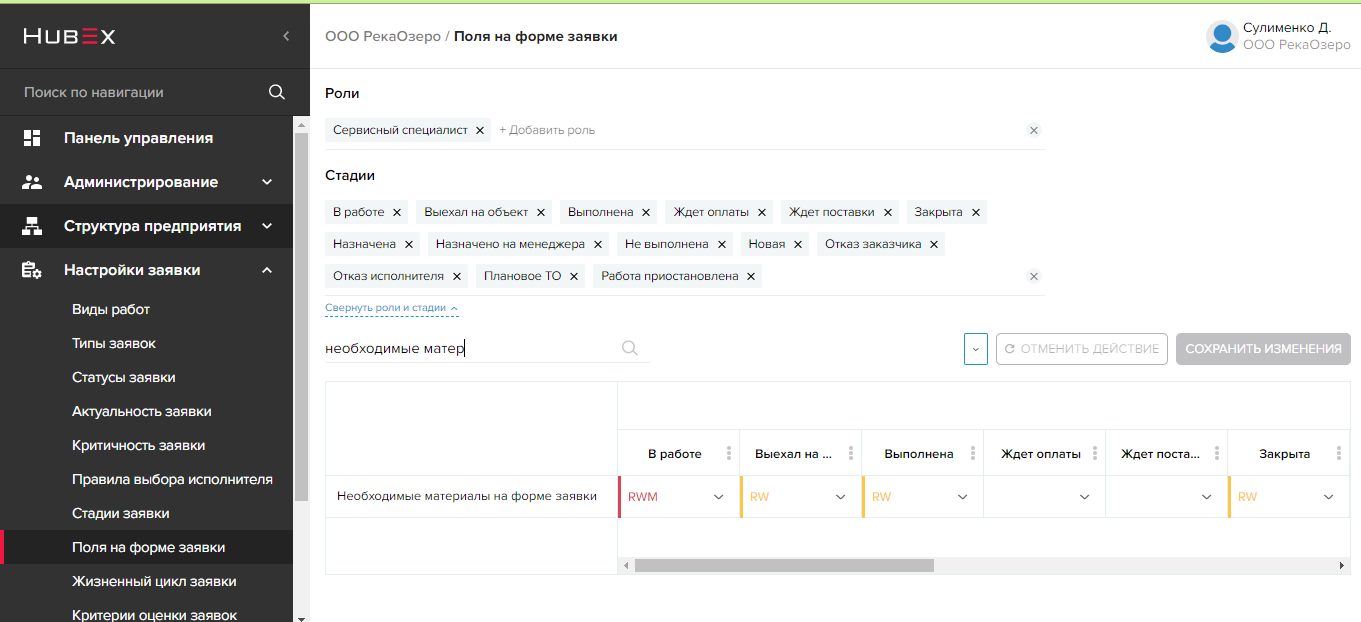 HUBEX
ООО РекаОзеро / Поля на форме заявки
Сулименко Д.
ООО РекаОзеро
Поиск по навигации
Панель управления
Администрирование
Структура предприятия
Настройки заявки
Виды работ
Типы заявок
Статусы заявки
Актуальность заявки
Критичность заявки
Правила выбора исполнителя
Стадии заявки
Поля на форме заявки
Жизненный цикл заявки
Критерии оценки заявок
Роли
Сервисный специалист × + Добавить роль ×
Стадии
В работе × Выехал на объект × Выполнена × Ждет оплаты × Ждет поставки × Закрыта ×
Назначена × Назначено на менеджера × Не выполнена × Новая × Отказ заказчика ×
Отказ исполнителя × Плановое ТО × Работа приостановлена × ×
Свернуть роли и стадии
необходимые матер
ОТМЕНИТЬ ДЕЙСТВИЕ СОХРАНИТЬ ИЗМЕНЕНИЯ
В работе Выехал на ... Выполнена Ждет оплаты Ждет поста... Закрыта
Необходимые материалы на форме заявки RWM RW RW RW